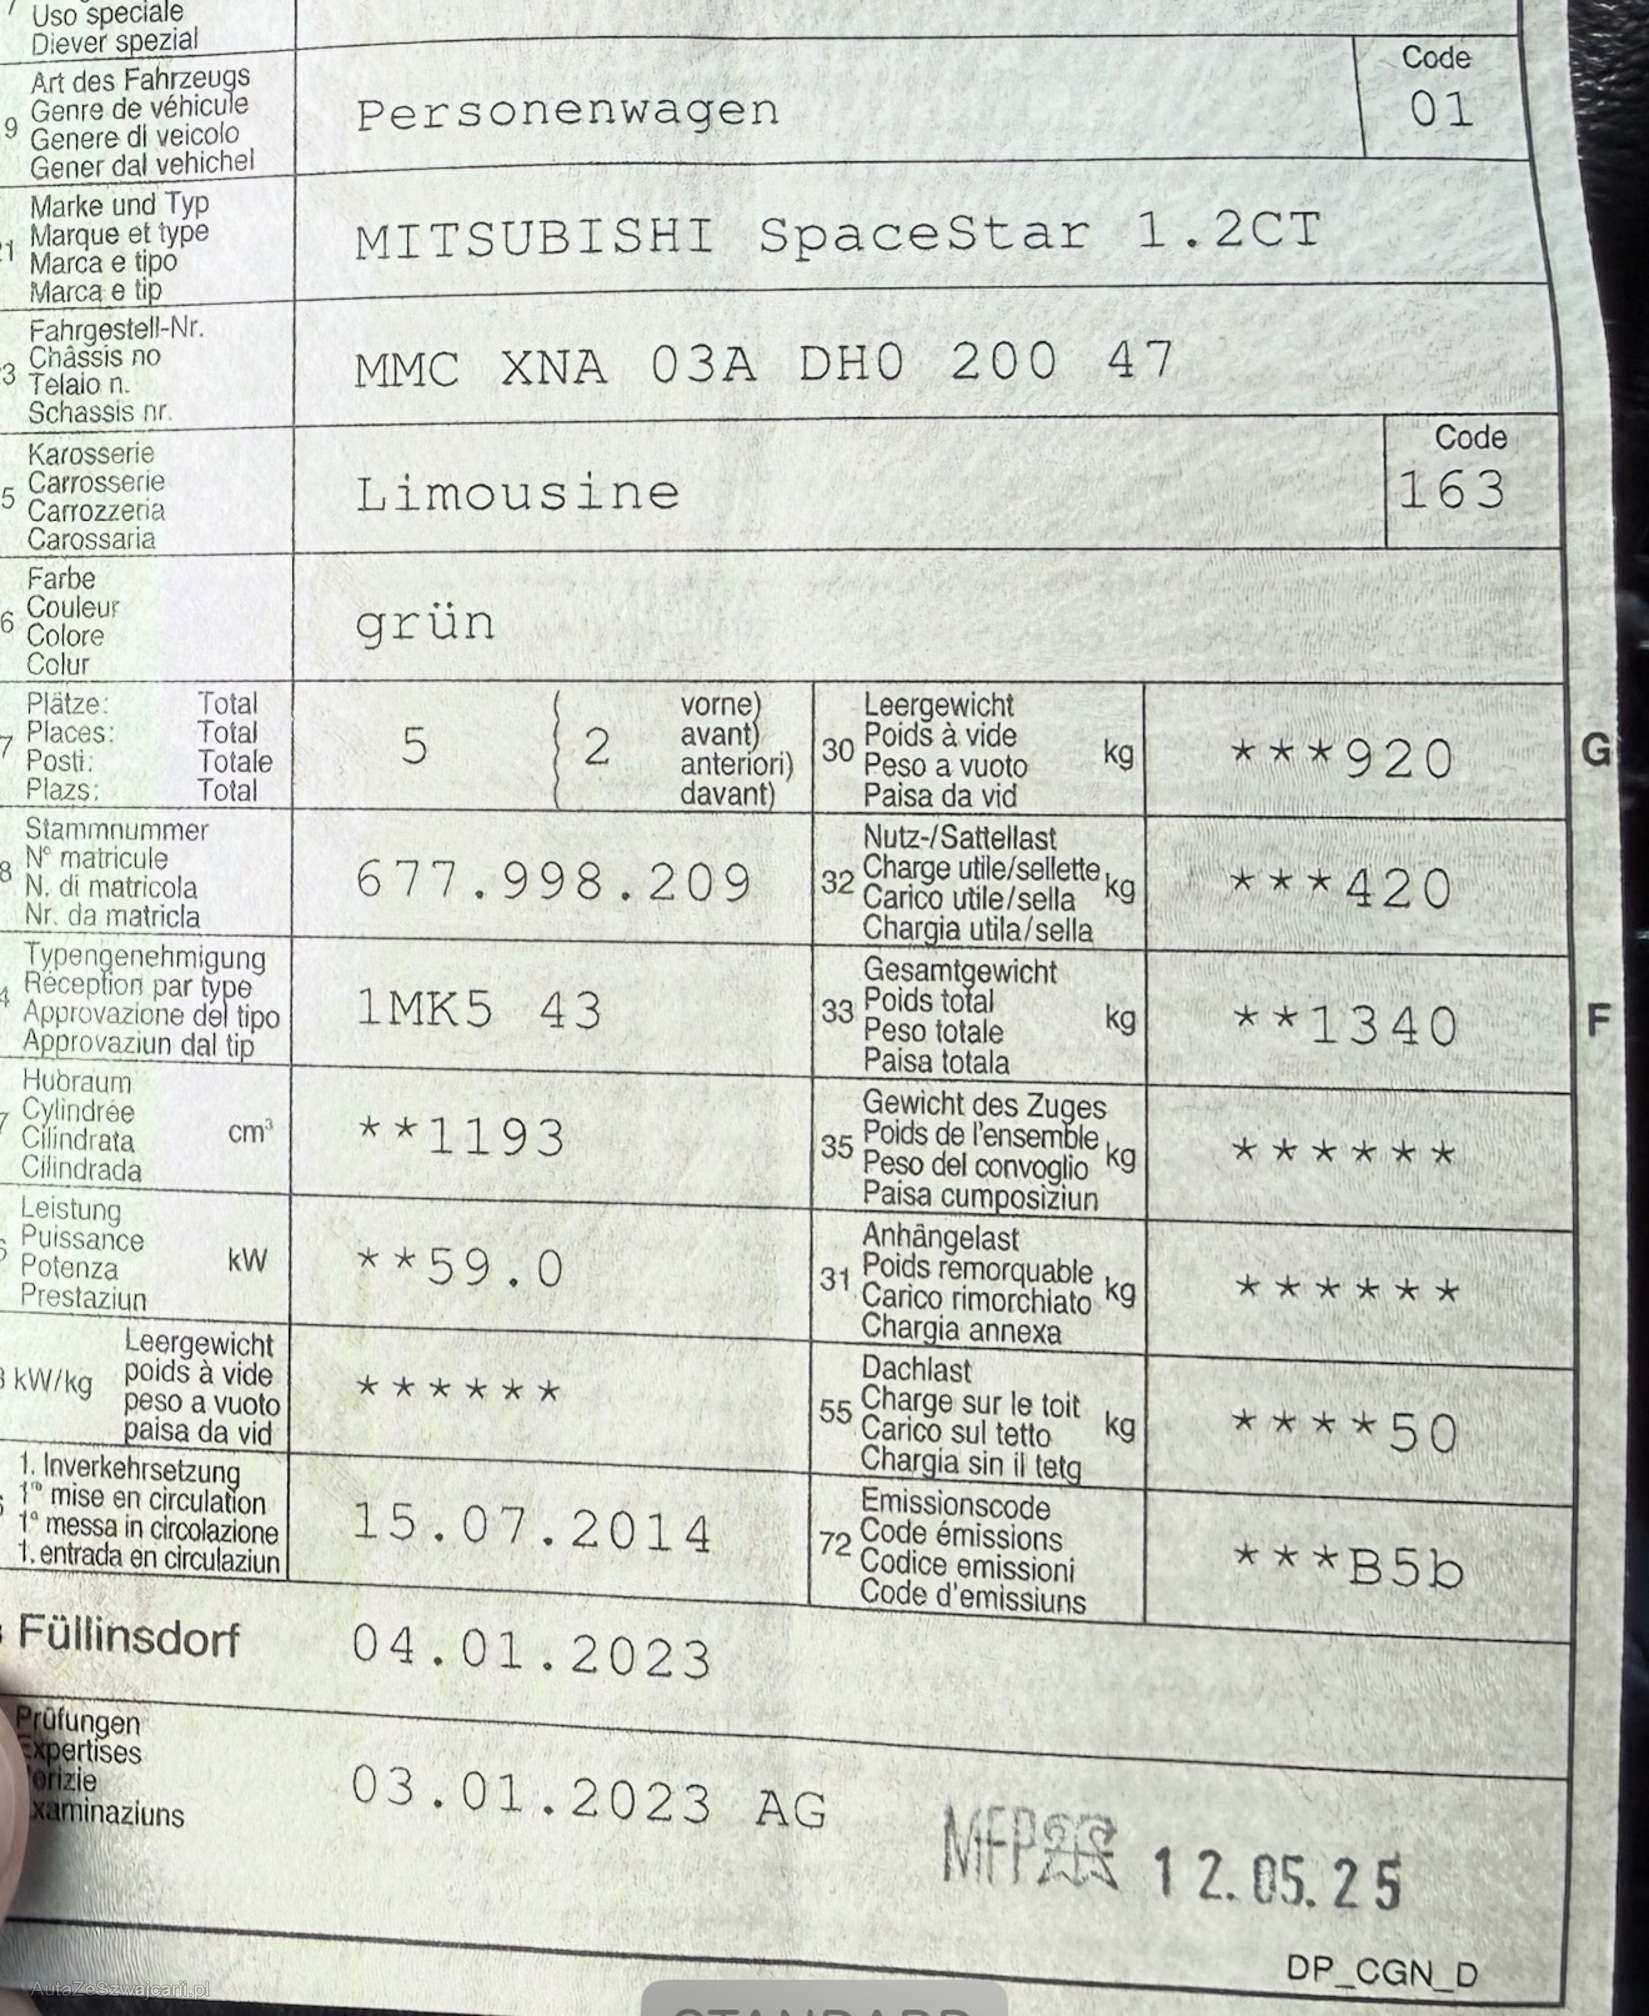 Uso speciale
Diever spezial
Code
01
9
Art des Fahrzeugs
Genre de véhicule
Genere di veicolo
Gener dal vehichel
Personenwagen
Marke und Typ
Marque et type
Marca e tipo
Marca e tip
MITSUBISHI SpaceStar 1.2CT
Fahrgestell-Nr.
Châssis no
Telaio n.
Schassis nr.
MMC XNA 03A DH0 200 47
Karosserie
Carrosserie
Carrozzeria
Carossaria
Limousine
Code
163
Farbe
Couleur
Colore
Colur
grün
Plätze: Total
Places: Total
Posti: Totale
Plazs: Total
5 { 2
vorne)
avant)
anteriori)
davant)
30
Leergewicht
Poids à vide
Peso a vuoto
Paisa da vid
kg
***920
G
Stammnummer
N° matricule
N. di matricola
Nr. da matricla
677.998.209
32
Nutz-/Sattellast
Charge utile/sellette
Carico utile/sella
Chargia utila/sella
kg
***420
Typengenehmigung
Réception par type
Approvazione del tipo
Approvaziun dal tip
1MK5 43
33
Gesamtgewicht
Poids total
Peso totale
Paisa totala
kg
**1340
F
Hubraum
Cylindrée
Cilindrata
Cilindrada
cm³
**1193
35
Gewicht des Zuges
Poids de l'ensemble
Peso del convoglio
Paisa cumposiziun
kg
******
Leistung
Puissance
Potenza
Prestaziun
kW
**59.0
31
Anhängelast
Poids remorquable
Carico rimorchiato
Chargia annexa
kg
******
kW/kg
Leergewicht
poids à vide
peso a vuoto
paisa da vid
******
55
Dachlast
Charge sur le toit
Carico sul tetto
Chargia sin il tetg
kg
****50
1. Inverkehrsetzung
1re mise en circulation
1a messa in circolazione
1. entrada en circulaziun
15.07.2014
72
Emissionscode
Code émissions
Codice emissioni
Code d'emissiuns
***B5b
Füllinsdorf
04.01.2023
Prüfungen
Expertises
Perizie
Examinaziuns
03.01.2023 AG
MFP
12.05.25
DP_CGN_D
AutaZeSzwajcarii.pl
STANDARD